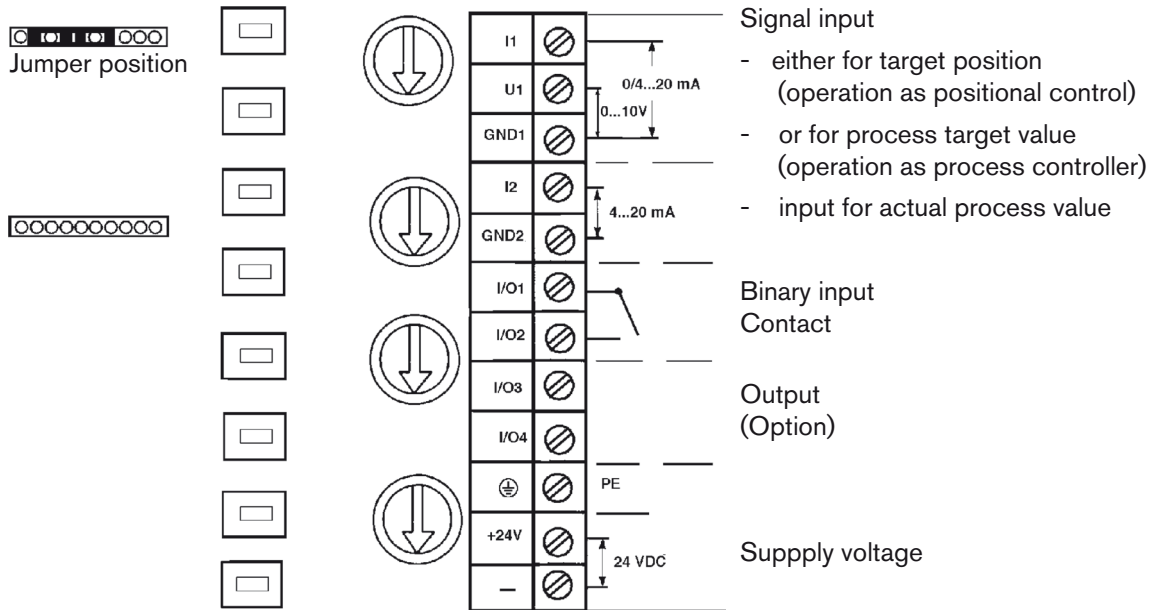 Jumper position
I1
U1
GND1
I2
GND2
I/O1
I/O2
I/O3
I/O4
+24V
–
0/4...20 mA
0...10V
4...20 mA
PE
24 VDC
Signal input
- either for target position
(operation as positional control)
- or for process target value
(operation as process controller)
- input for actual process value
Binary input
Contact
Output
(Option)
Suppply voltage